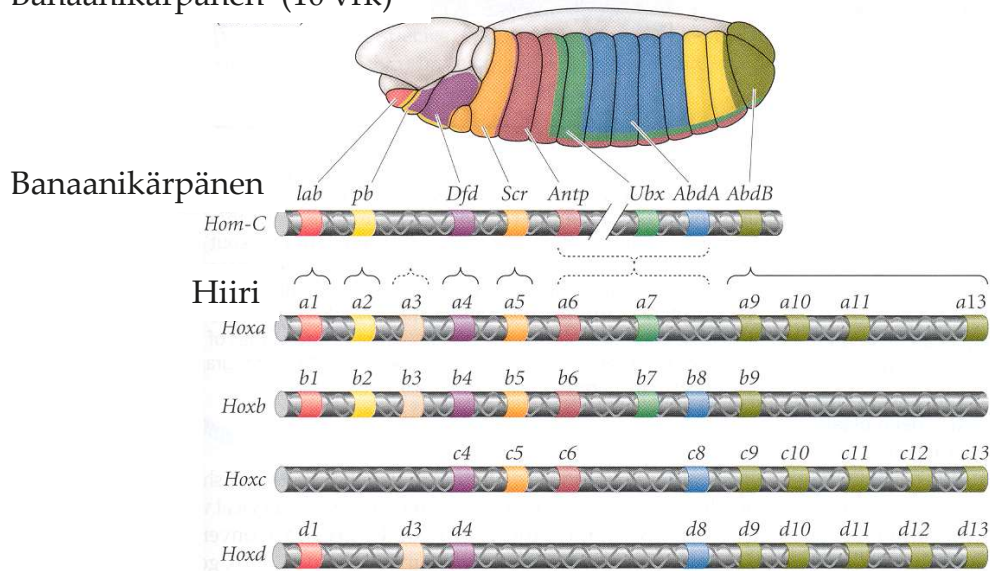 Banaanikärpänen (10 vrk)
Banaanikärpänen
lab pb Dfd Scr Antp Ubx AbdA AbdB
Hom-C
Hiiri
a1 a2 a3 a4 a5 a6 a7 a9 a10 a11 a13
Hoxa
b1 b2 b3 b4 b5 b6 b7 b8 b9
Hoxb
c4 c5 c6 c8 c9 c10 c11 c12 c13
Hoxc
d1 d3 d4 d8 d9 d10 d11 d12 d13
Hoxd